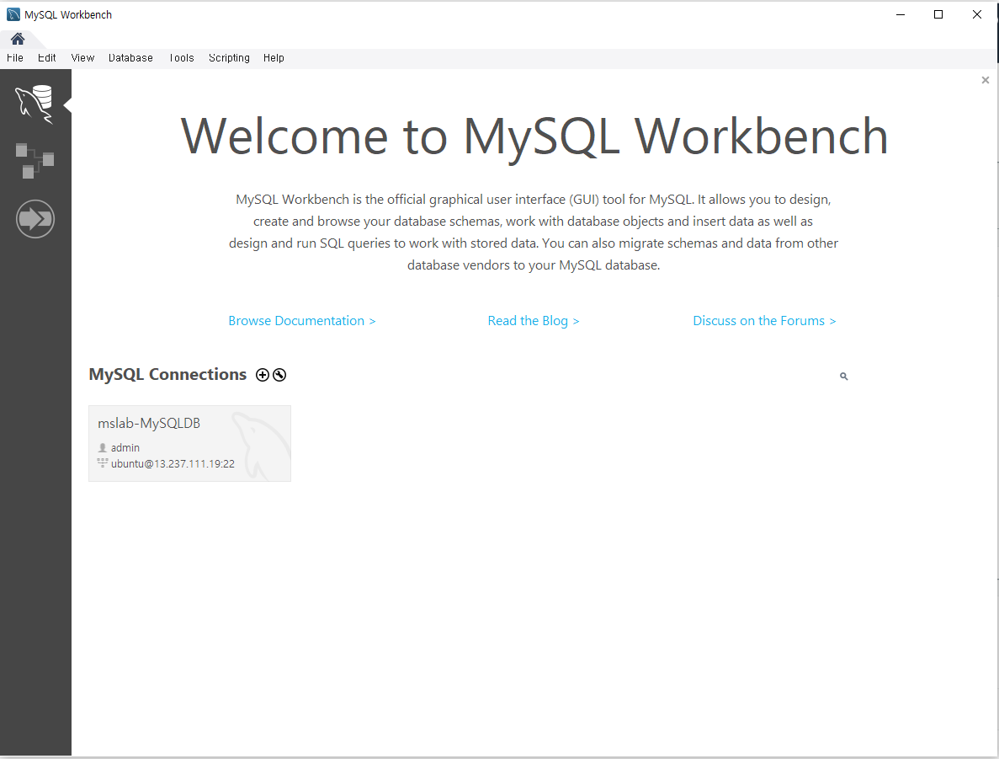 MySQL Workbench
File Edit View Database Tools Scripting Help
Welcome to MySQL Workbench
MySQL Workbench is the official graphical user interface (GUI) tool for MySQL. It allows you to design,
create and browse your database schemas, work with database objects and insert data as well as
design and run SQL queries to work with stored data. You can also migrate schemas and data from other
database vendors to your MySQL database.
Browse Documentation > Read the Blog > Discuss on the Forums >
MySQL Connections
mslab-MySQLDB
admin
ubuntu@13.237.111.19:22